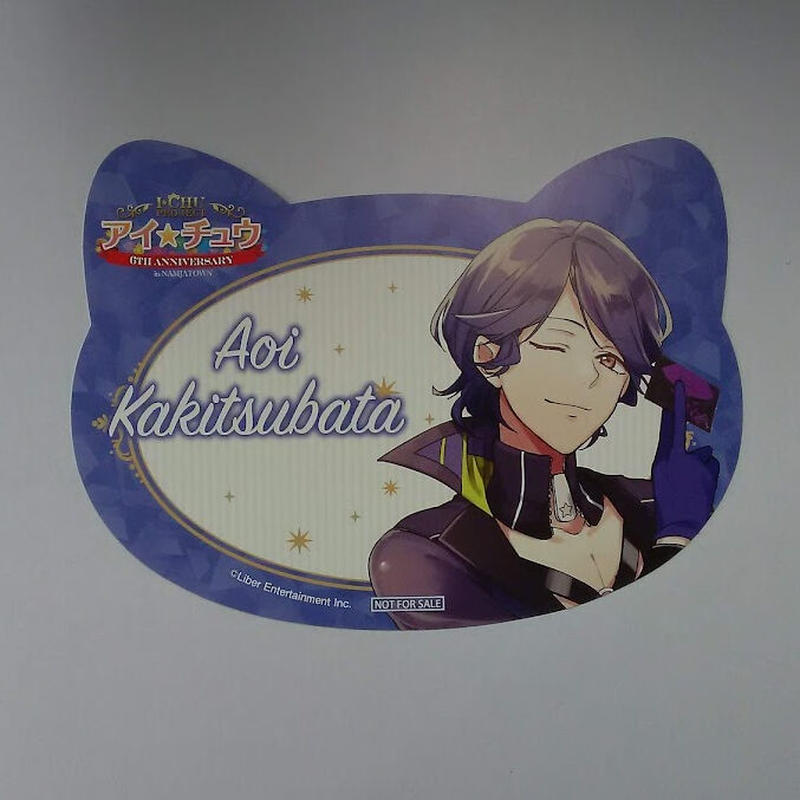 I★CHU
PROJECT
アイ★チュウ
6TH ANNIVERSARY
in NAMJATOWN
Aoi
Kakitsubata
©Liber Entertainment Inc.
NOT FOR SALE